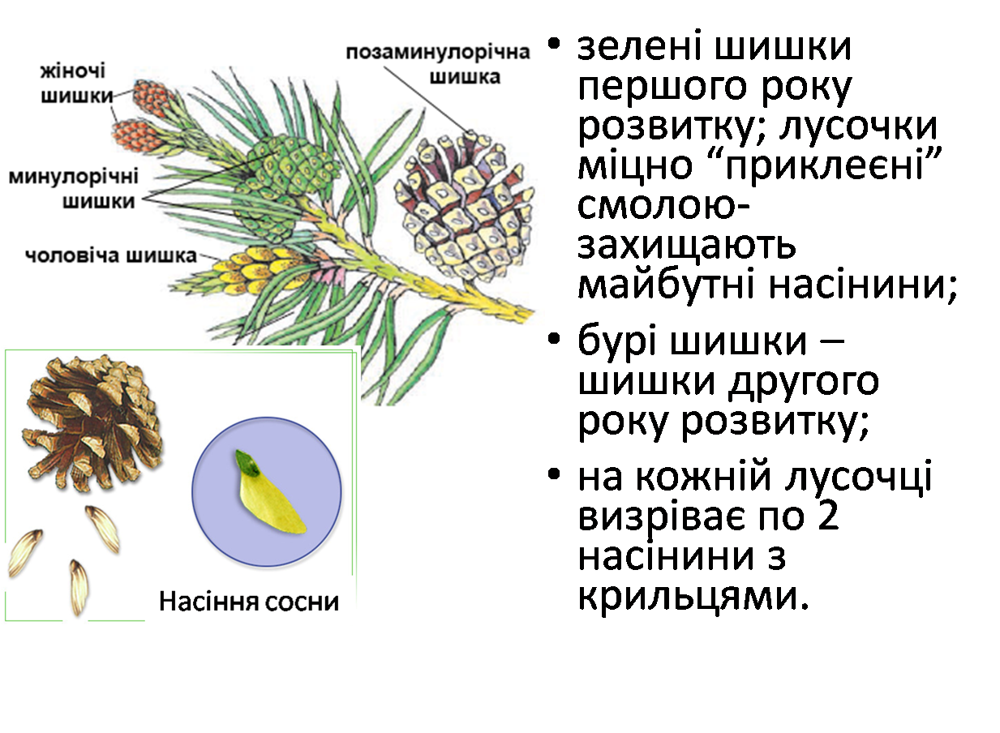 жіночі
шишки
позаминулорічна
шишка
минулорічні
шишки
чоловіча шишка
Насіння сосни
• зелені шишки
першого року
розвитку; лусочки
міцно “приклеєні”
смолою-
захищають
майбутні насінини;
• бурі шишки –
шишки другого
року розвитку;
• на кожній лусочці
визріває по 2
насінини з
крильцями.